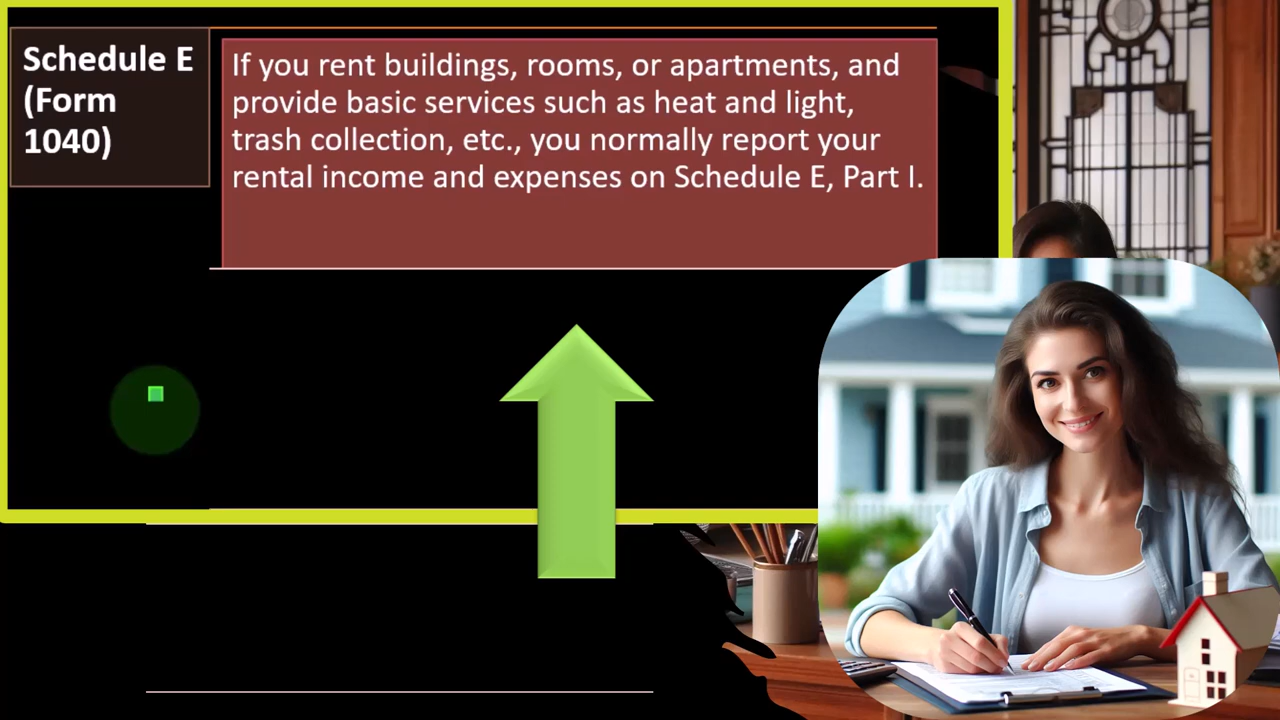 Schedule E
(Form
1040)
If you rent buildings, rooms, or apartments, and
provide basic services such as heat and light,
trash collection, etc., you normally report your
rental income and expenses on Schedule E, Part I.